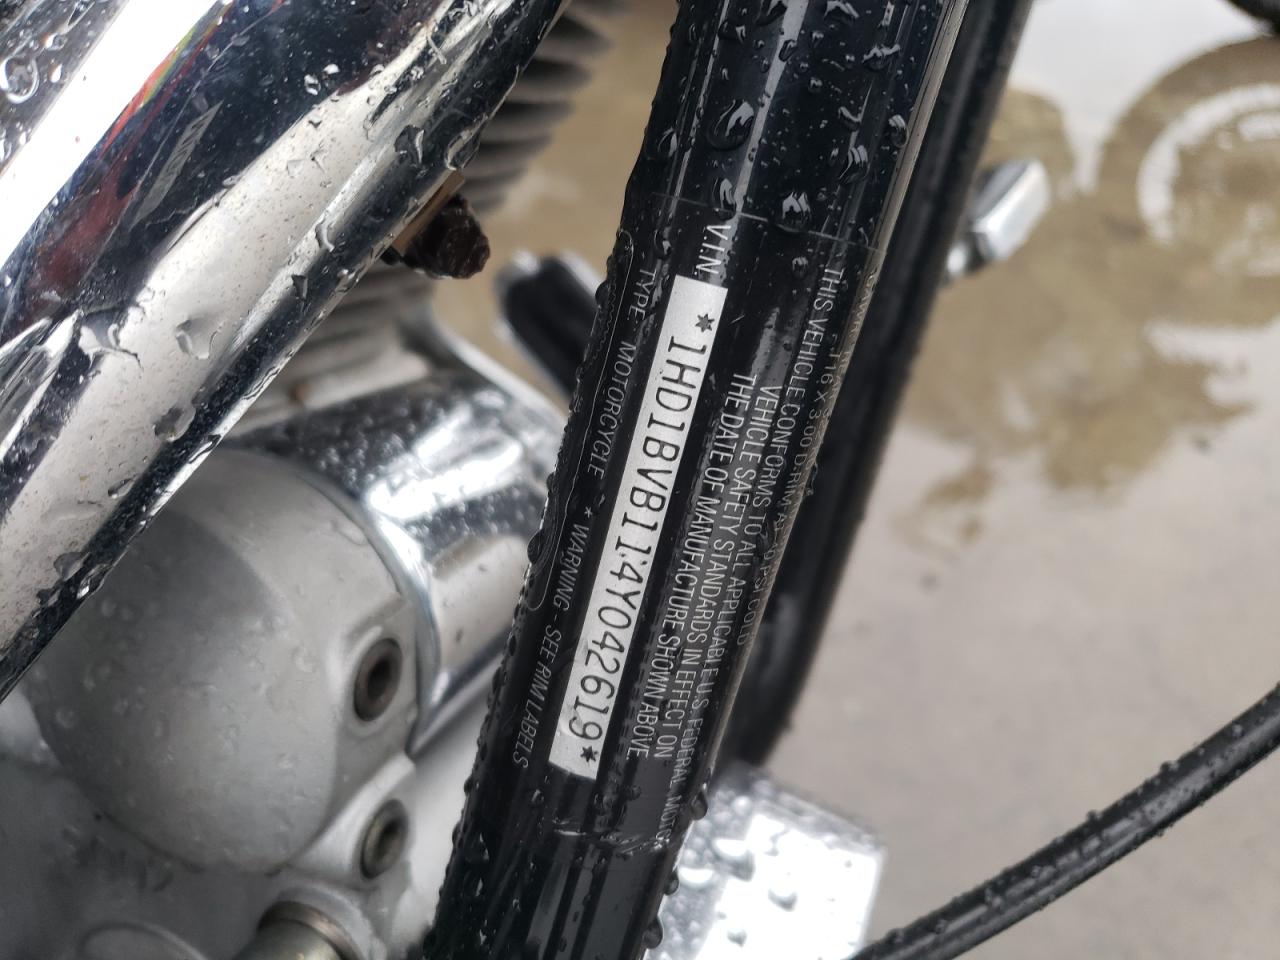 V.I.N. *1HD1BVB114Y042619*
TYPE - MOTORCYCLE * WARNING - SEE RIM LABELS
THIS VEHICLE CONFORMS TO ALL APPLICABLE U.S. FEDERAL MOTOR
VEHICLE SAFETY STANDARDS IN EFFECT ON
THE DATE OF MANUFACTURE SHOWN ABOVE.